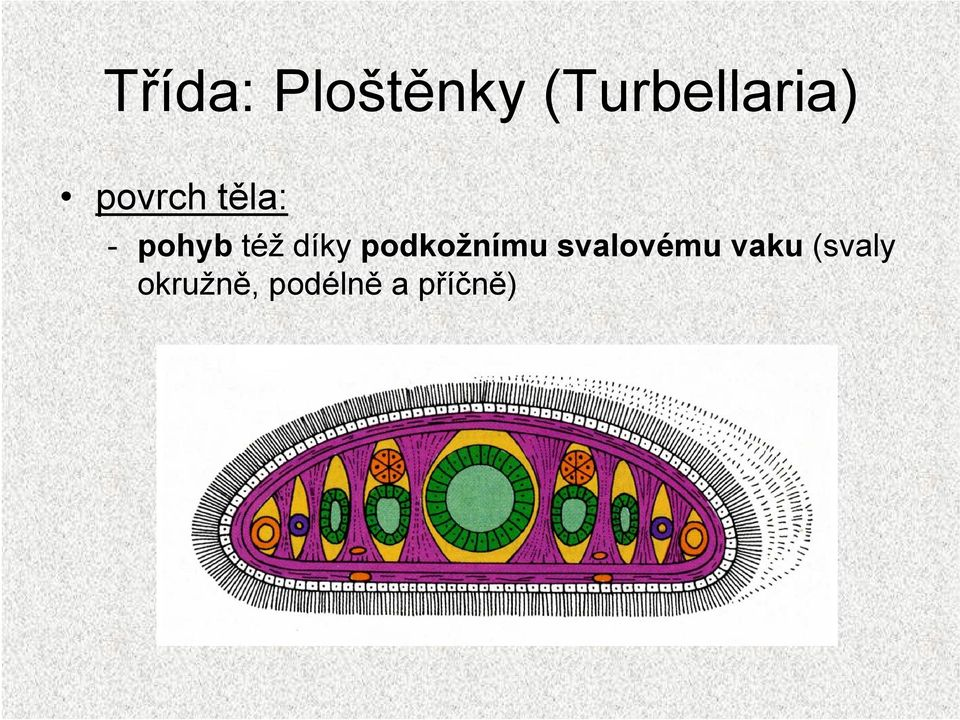 Třída: Ploštěnky (Turbellaria)
• povrch těla:
- pohyb též díky podkožnímu svalovému vaku (svaly
okružně, podélně a příčně)